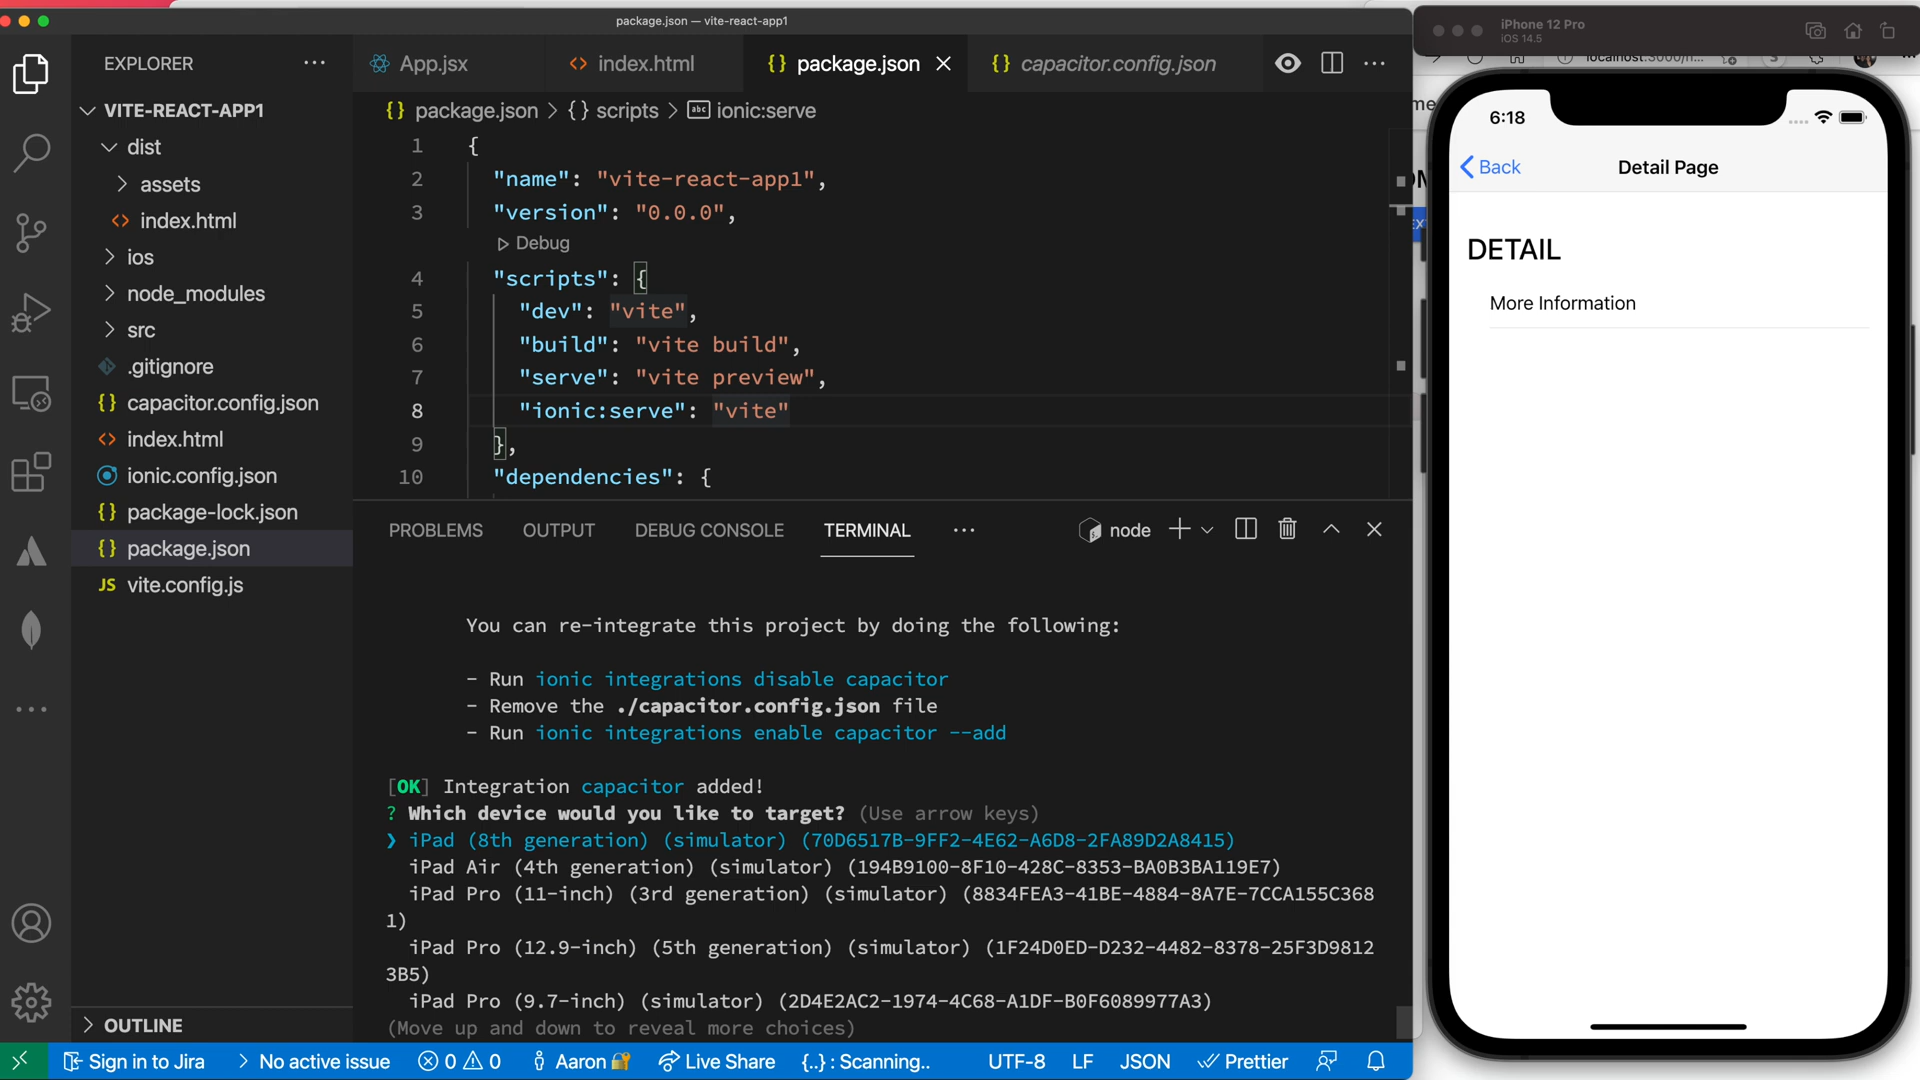 package.json — vite-react-app1
EXPLORER
VITE-REACT-APP1
dist
assets
index.html
ios
node_modules
src
.gitignore
capacitor.config.json
index.html
ionic.config.json
package-lock.json
package.json
JS vite.config.js
OUTLINE
App.jsx
index.html
package.json
capacitor.config.json
package.json > {} scripts > abc ionic:serve
1 {
2 "name": "vite-react-app1",
3 "version": "0.0.0",
Debug
4 "scripts": {
5 "dev": "vite",
6 "build": "vite build",
7 "serve": "vite preview",
8 "ionic:serve": "vite"
9 },
10 "dependencies": {
PROBLEMS OUTPUT DEBUG CONSOLE TERMINAL
node
You can re-integrate this project by doing the following:
- Run ionic integrations disable capacitor
- Remove the ./capacitor.config.json file
- Run ionic integrations enable capacitor --add
[OK] Integration capacitor added!
? Which device would you like to target? (Use arrow keys)
❯ iPad (8th generation) (simulator) (70D6517B-9FF2-4E62-A6D8-2FA89D2A8415)
iPad Air (4th generation) (simulator) (194B9100-8F10-428C-8353-BA0B3BA119E7)
iPad Pro (11-inch) (3rd generation) (simulator) (8834FEA3-41BE-4884-8A7E-7CCA155C368
1)
iPad Pro (12.9-inch) (5th generation) (simulator) (1F24D0ED-D232-4482-8378-25F3D9812
3B5)
iPad Pro (9.7-inch) (simulator) (2D4E2AC2-1974-4C68-A1DF-B0F6089977A3)
(Move up and down to reveal more choices)
Sign in to Jira
No active issue
0 0
Aaron
Live Share
{..} : Scanning..
UTF-8
LF
JSON
Prettier
iPhone 12 Pro
iOS 14.5
6:18
Back
Detail Page
DETAIL
More Information